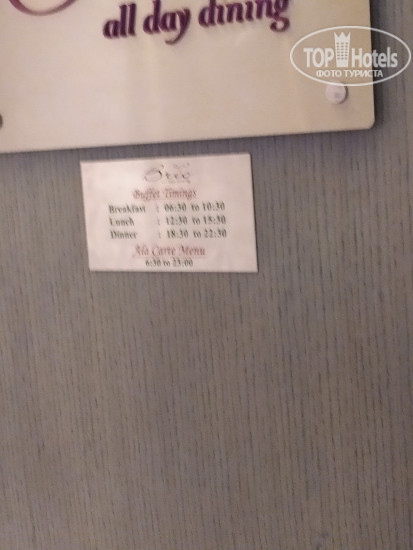 all day dining
TOP Hotels
ФОТО ТУРИСТА
Buffet Timings
Breakfast : 06:30 to 10:30
Lunch : 12:30 to 15:30
Dinner : 18:30 to 22:30
Ala Carte Menu
6:30 to 23:00